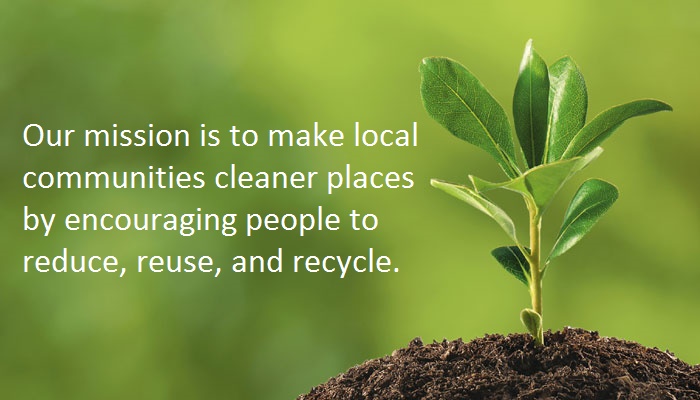 Our mission is to make local
communities cleaner places
by encouraging people to
reduce, reuse, and recycle.